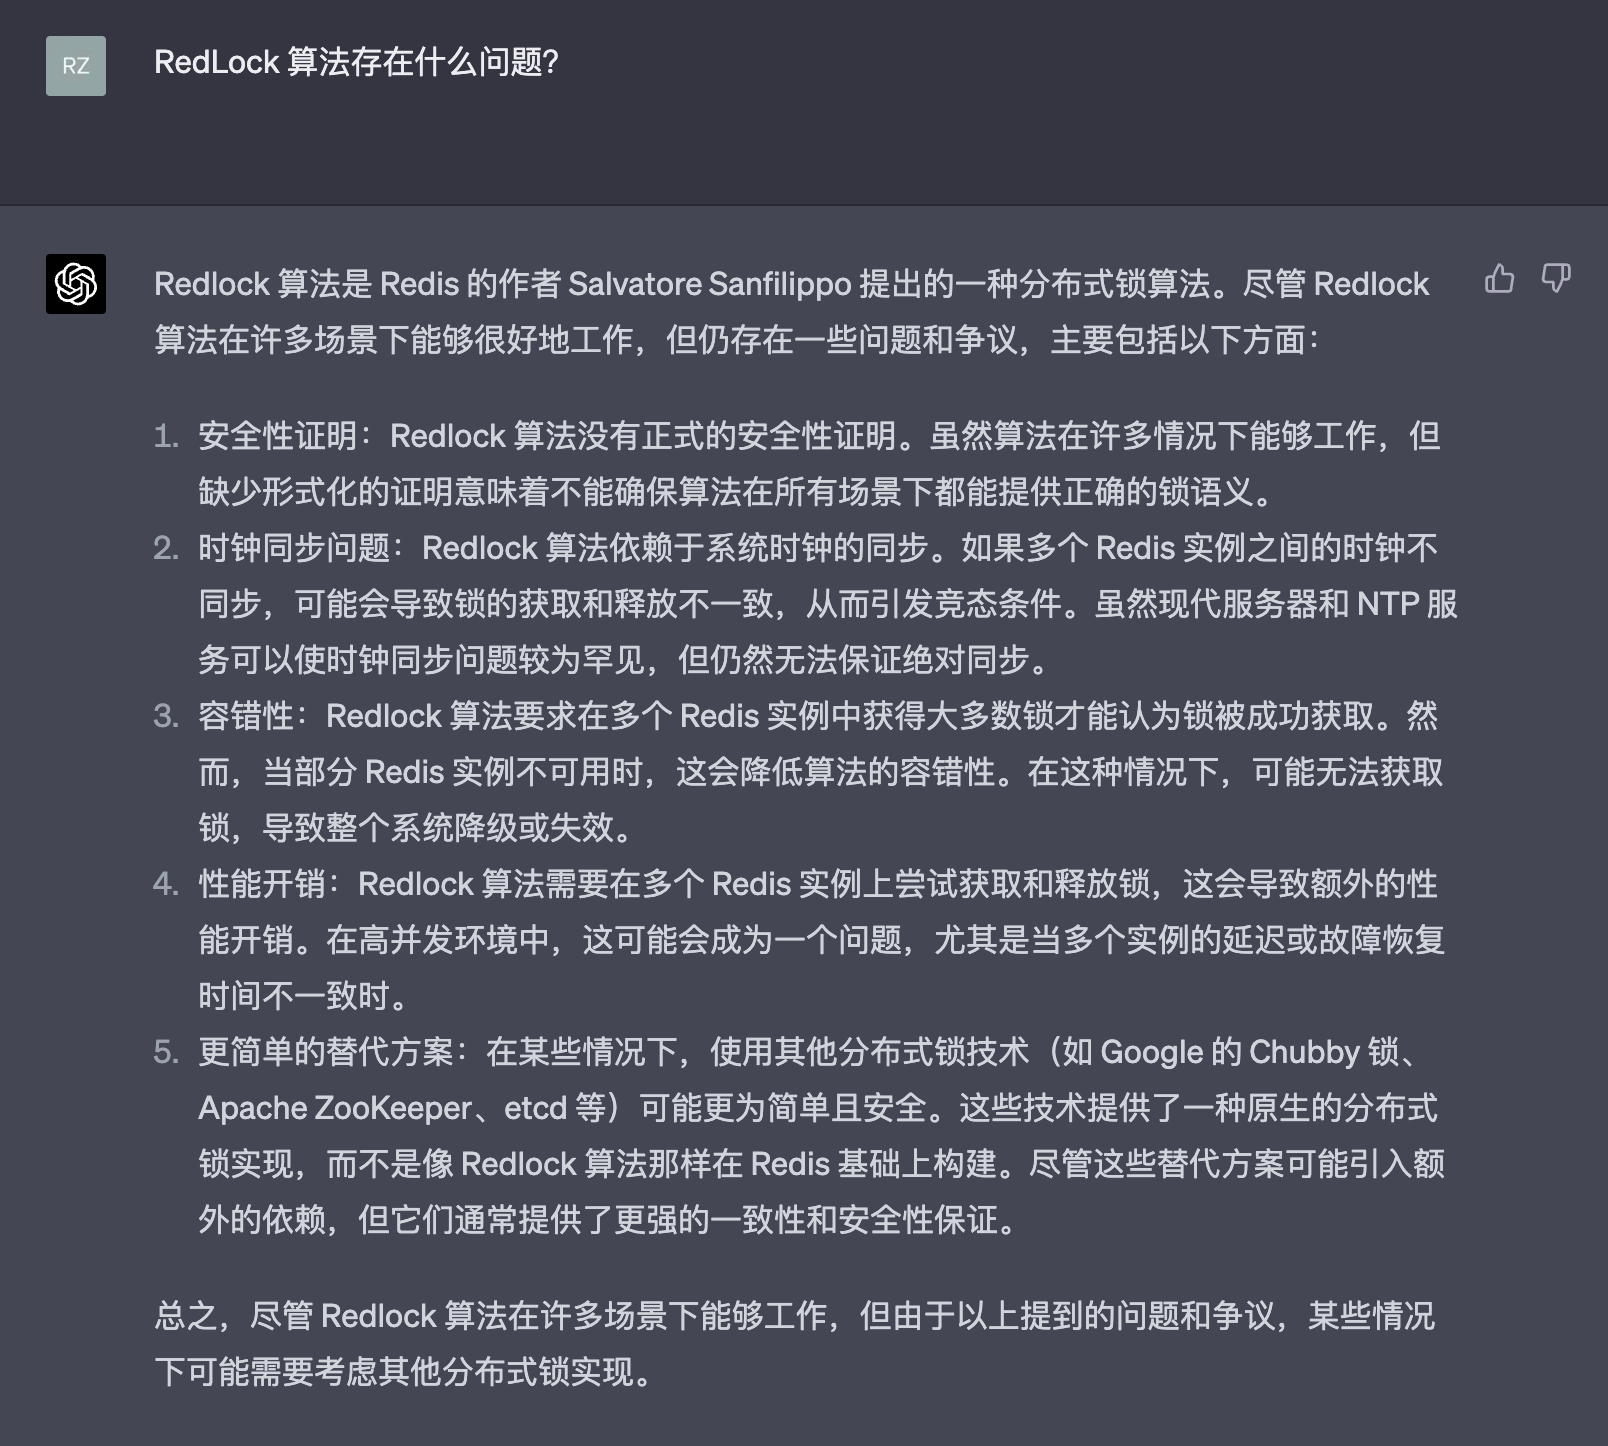 RZ
RedLock 算法存在什么问题?
Redlock 算法是 Redis 的作者 Salvatore Sanfilippo 提出的一种分布式锁算法。尽管 Redlock
算法在许多场景下能够很好地工作，但仍存在一些问题和争议，主要包括以下方面：
1. 安全性证明：Redlock 算法没有正式的安全性证明。虽然算法在许多情况下能够工作，但
缺少形式化的证明意味着不能确保算法在所有场景下都能提供正确的锁语义。
2. 时钟同步问题：Redlock 算法依赖于系统时钟的同步。如果多个 Redis 实例之间的时钟不
同步，可能会导致锁的获取和释放不一致，从而引发竞态条件。虽然现代服务器和 NTP 服
务可以使时钟同步问题较为罕见，但仍然无法保证绝对同步。
3. 容错性：Redlock 算法要求在多个 Redis 实例中获得大多数锁才能认为锁被成功获取。然
而，当部分 Redis 实例不可用时，这会降低算法的容错性。在这种情况下，可能无法获取
锁，导致整个系统降级或失效。
4. 性能开销：Redlock 算法需要在多个 Redis 实例上尝试获取和释放锁，这会导致额外的性
能开销。在高并发环境中，这可能会成为一个问题，尤其是当多个实例的延迟或故障恢复
时间不一致时。
5. 更简单的替代方案：在某些情况下，使用其他分布式锁技术（如 Google 的 Chubby 锁、
Apache ZooKeeper、etcd 等）可能更为简单且安全。这些技术提供了一种原生的分布式
锁实现，而不是像 Redlock 算法那样在 Redis 基础上构建。尽管这些替代方案可能引入额
外的依赖，但它们通常提供了更强的一致性和安全性保证。
总之，尽管 Redlock 算法在许多场景下能够工作，但由于以上提到的问题和争议，某些情况
下可能需要考虑其他分布式锁实现。